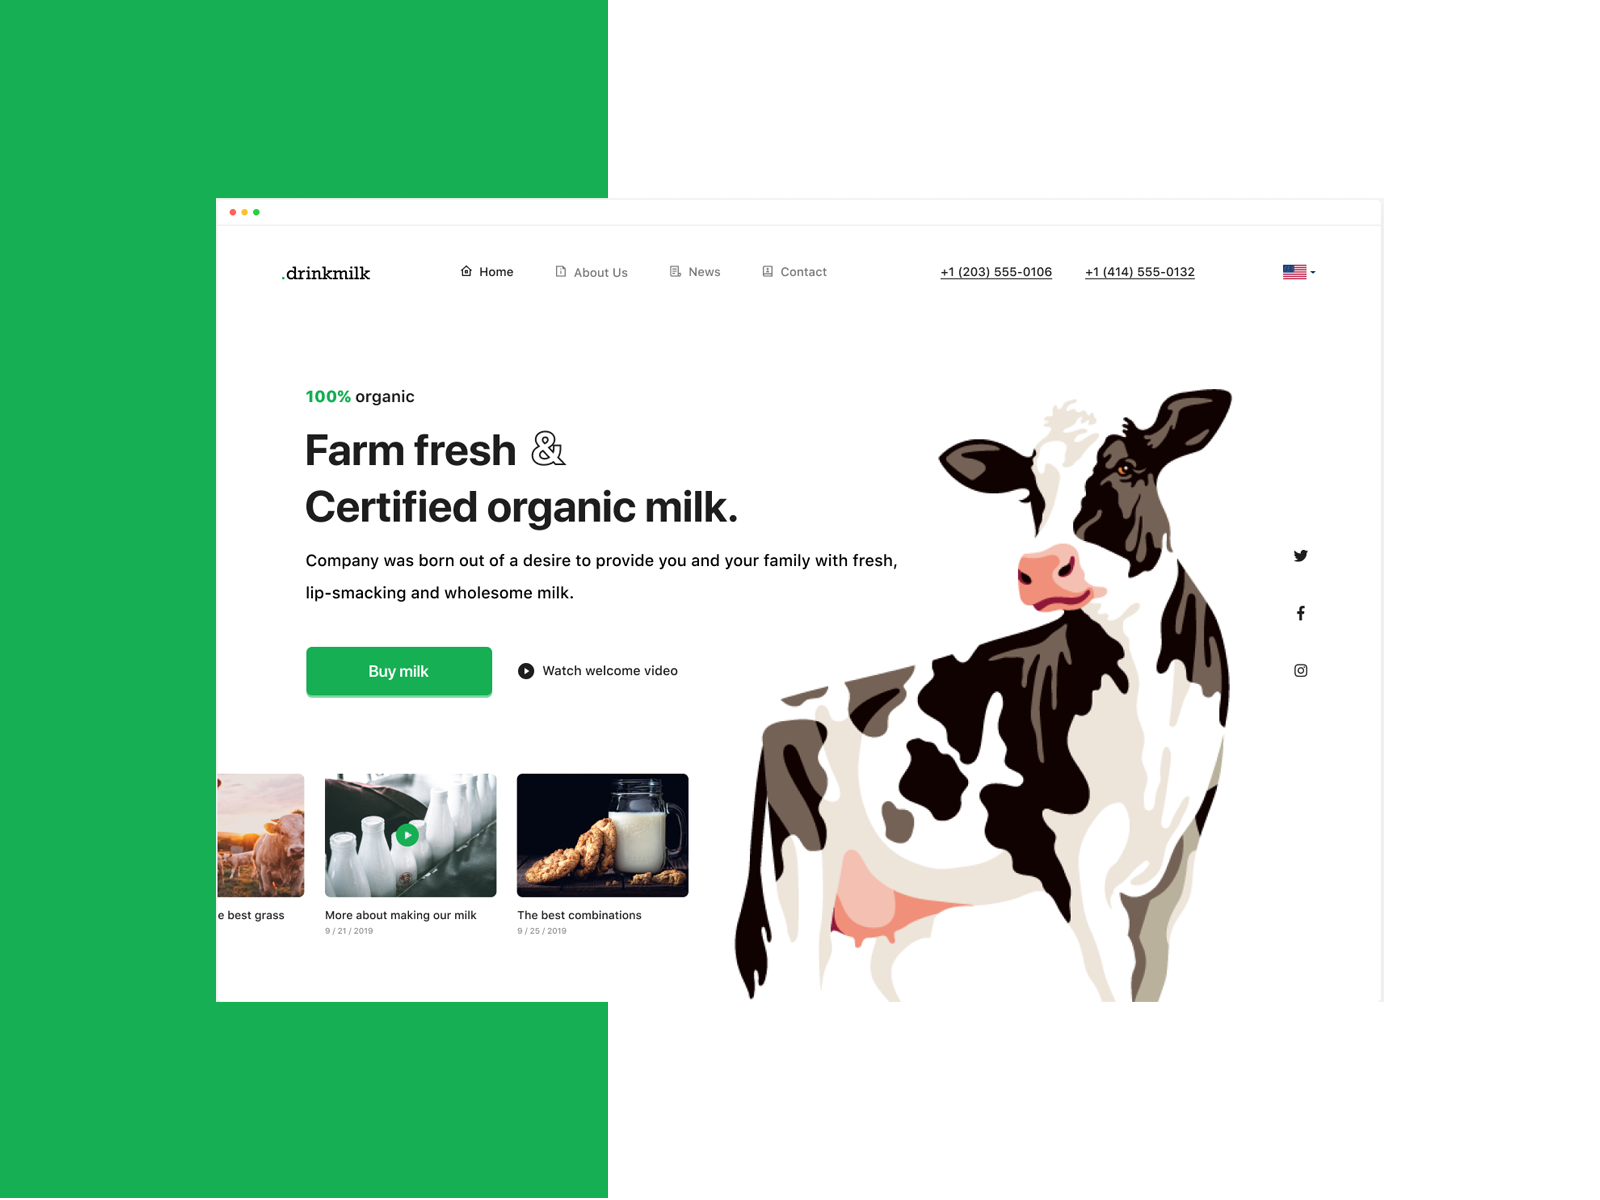 .drinkmilk
Home
About Us
News
Contact
+1 (203) 555-0106
+1 (414) 555-0132
100% organic
Farm fresh &
Certified organic milk.
Company was born out of a desire to provide you and your family with fresh,
lip-smacking and wholesome milk.
Buy milk
Watch welcome video
e best grass
More about making our milk
9 / 21 / 2019
The best combinations
9 / 25 / 2019